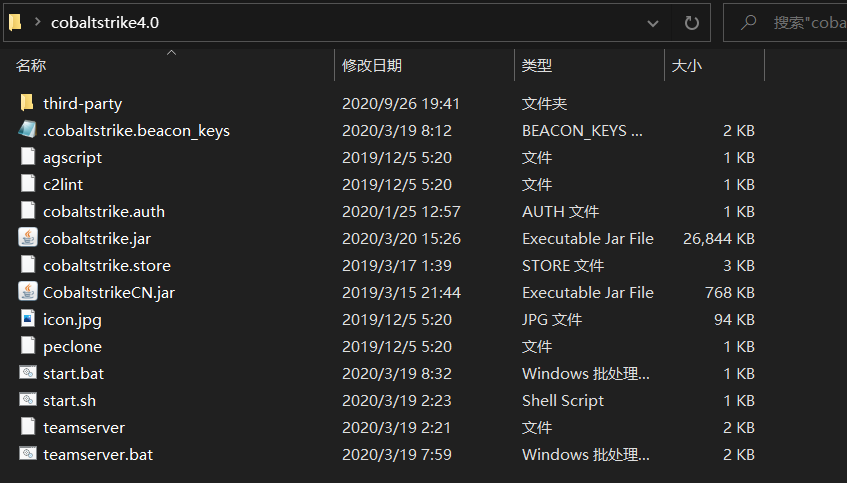 cobaltstrike4.0 搜索"coba
名称 修改日期 类型 大小
third-party 2020/9/26 19:41 文件夹
.cobaltstrike.beacon_keys 2020/3/19 8:12 BEACON_KEYS ... 2 KB
agscript 2019/12/5 5:20 文件 1 KB
c2lint 2019/12/5 5:20 文件 1 KB
cobaltstrike.auth 2020/1/25 12:57 AUTH 文件 1 KB
cobaltstrike.jar 2020/3/20 15:26 Executable Jar File 26,844 KB
cobaltstrike.store 2019/3/17 1:39 STORE 文件 3 KB
CobaltstrikeCN.jar 2019/3/15 21:44 Executable Jar File 768 KB
icon.jpg 2019/12/5 5:20 JPG 文件 94 KB
peclone 2019/12/5 5:20 文件 1 KB
start.bat 2020/3/19 8:32 Windows 批处理... 1 KB
start.sh 2020/3/19 2:23 Shell Script 1 KB
teamserver 2020/3/19 2:21 文件 2 KB
teamserver.bat 2020/3/19 7:59 Windows 批处理... 2 KB